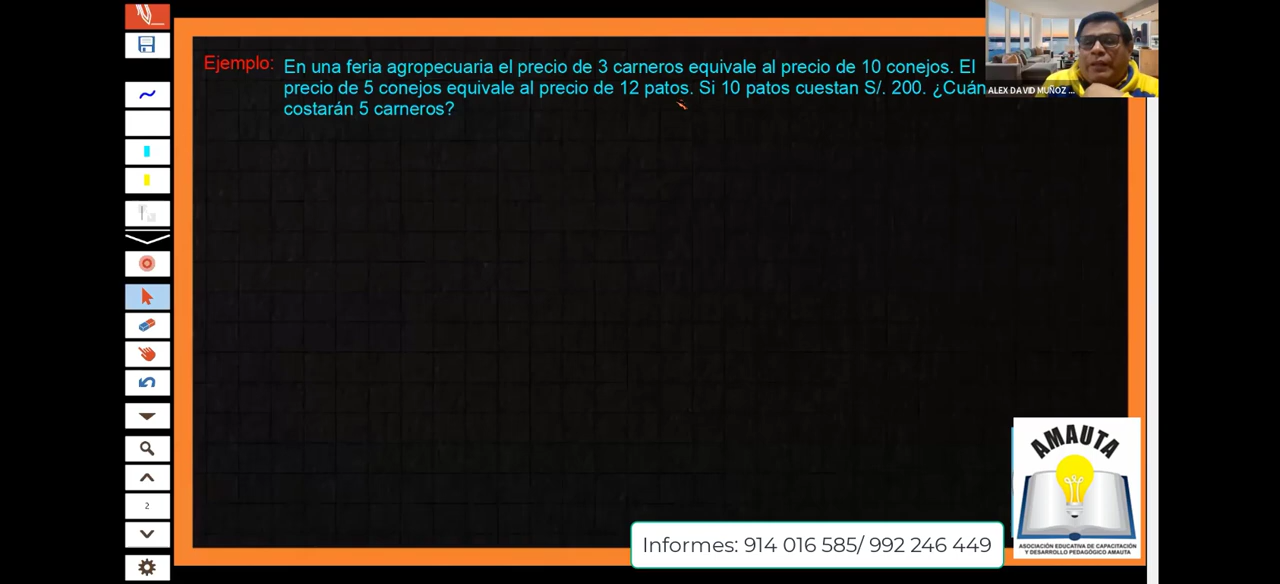 Ejemplo: En una feria agropecuaria el precio de 3 carneros equivale al precio de 10 conejos. El
precio de 5 conejos equivale al precio de 12 patos. Si 10 patos cuestan S/. 200. ¿Cuán
costarán 5 carneros?
ALEX DAVID MUÑOZ ...
2
AMAUTA
ASOCIACIÓN EDUCATIVA DE CAPACITACIÓN
Y DESARROLLO PEDAGÓGICO AMAUTA
Informes: 914 016 585/ 992 246 449